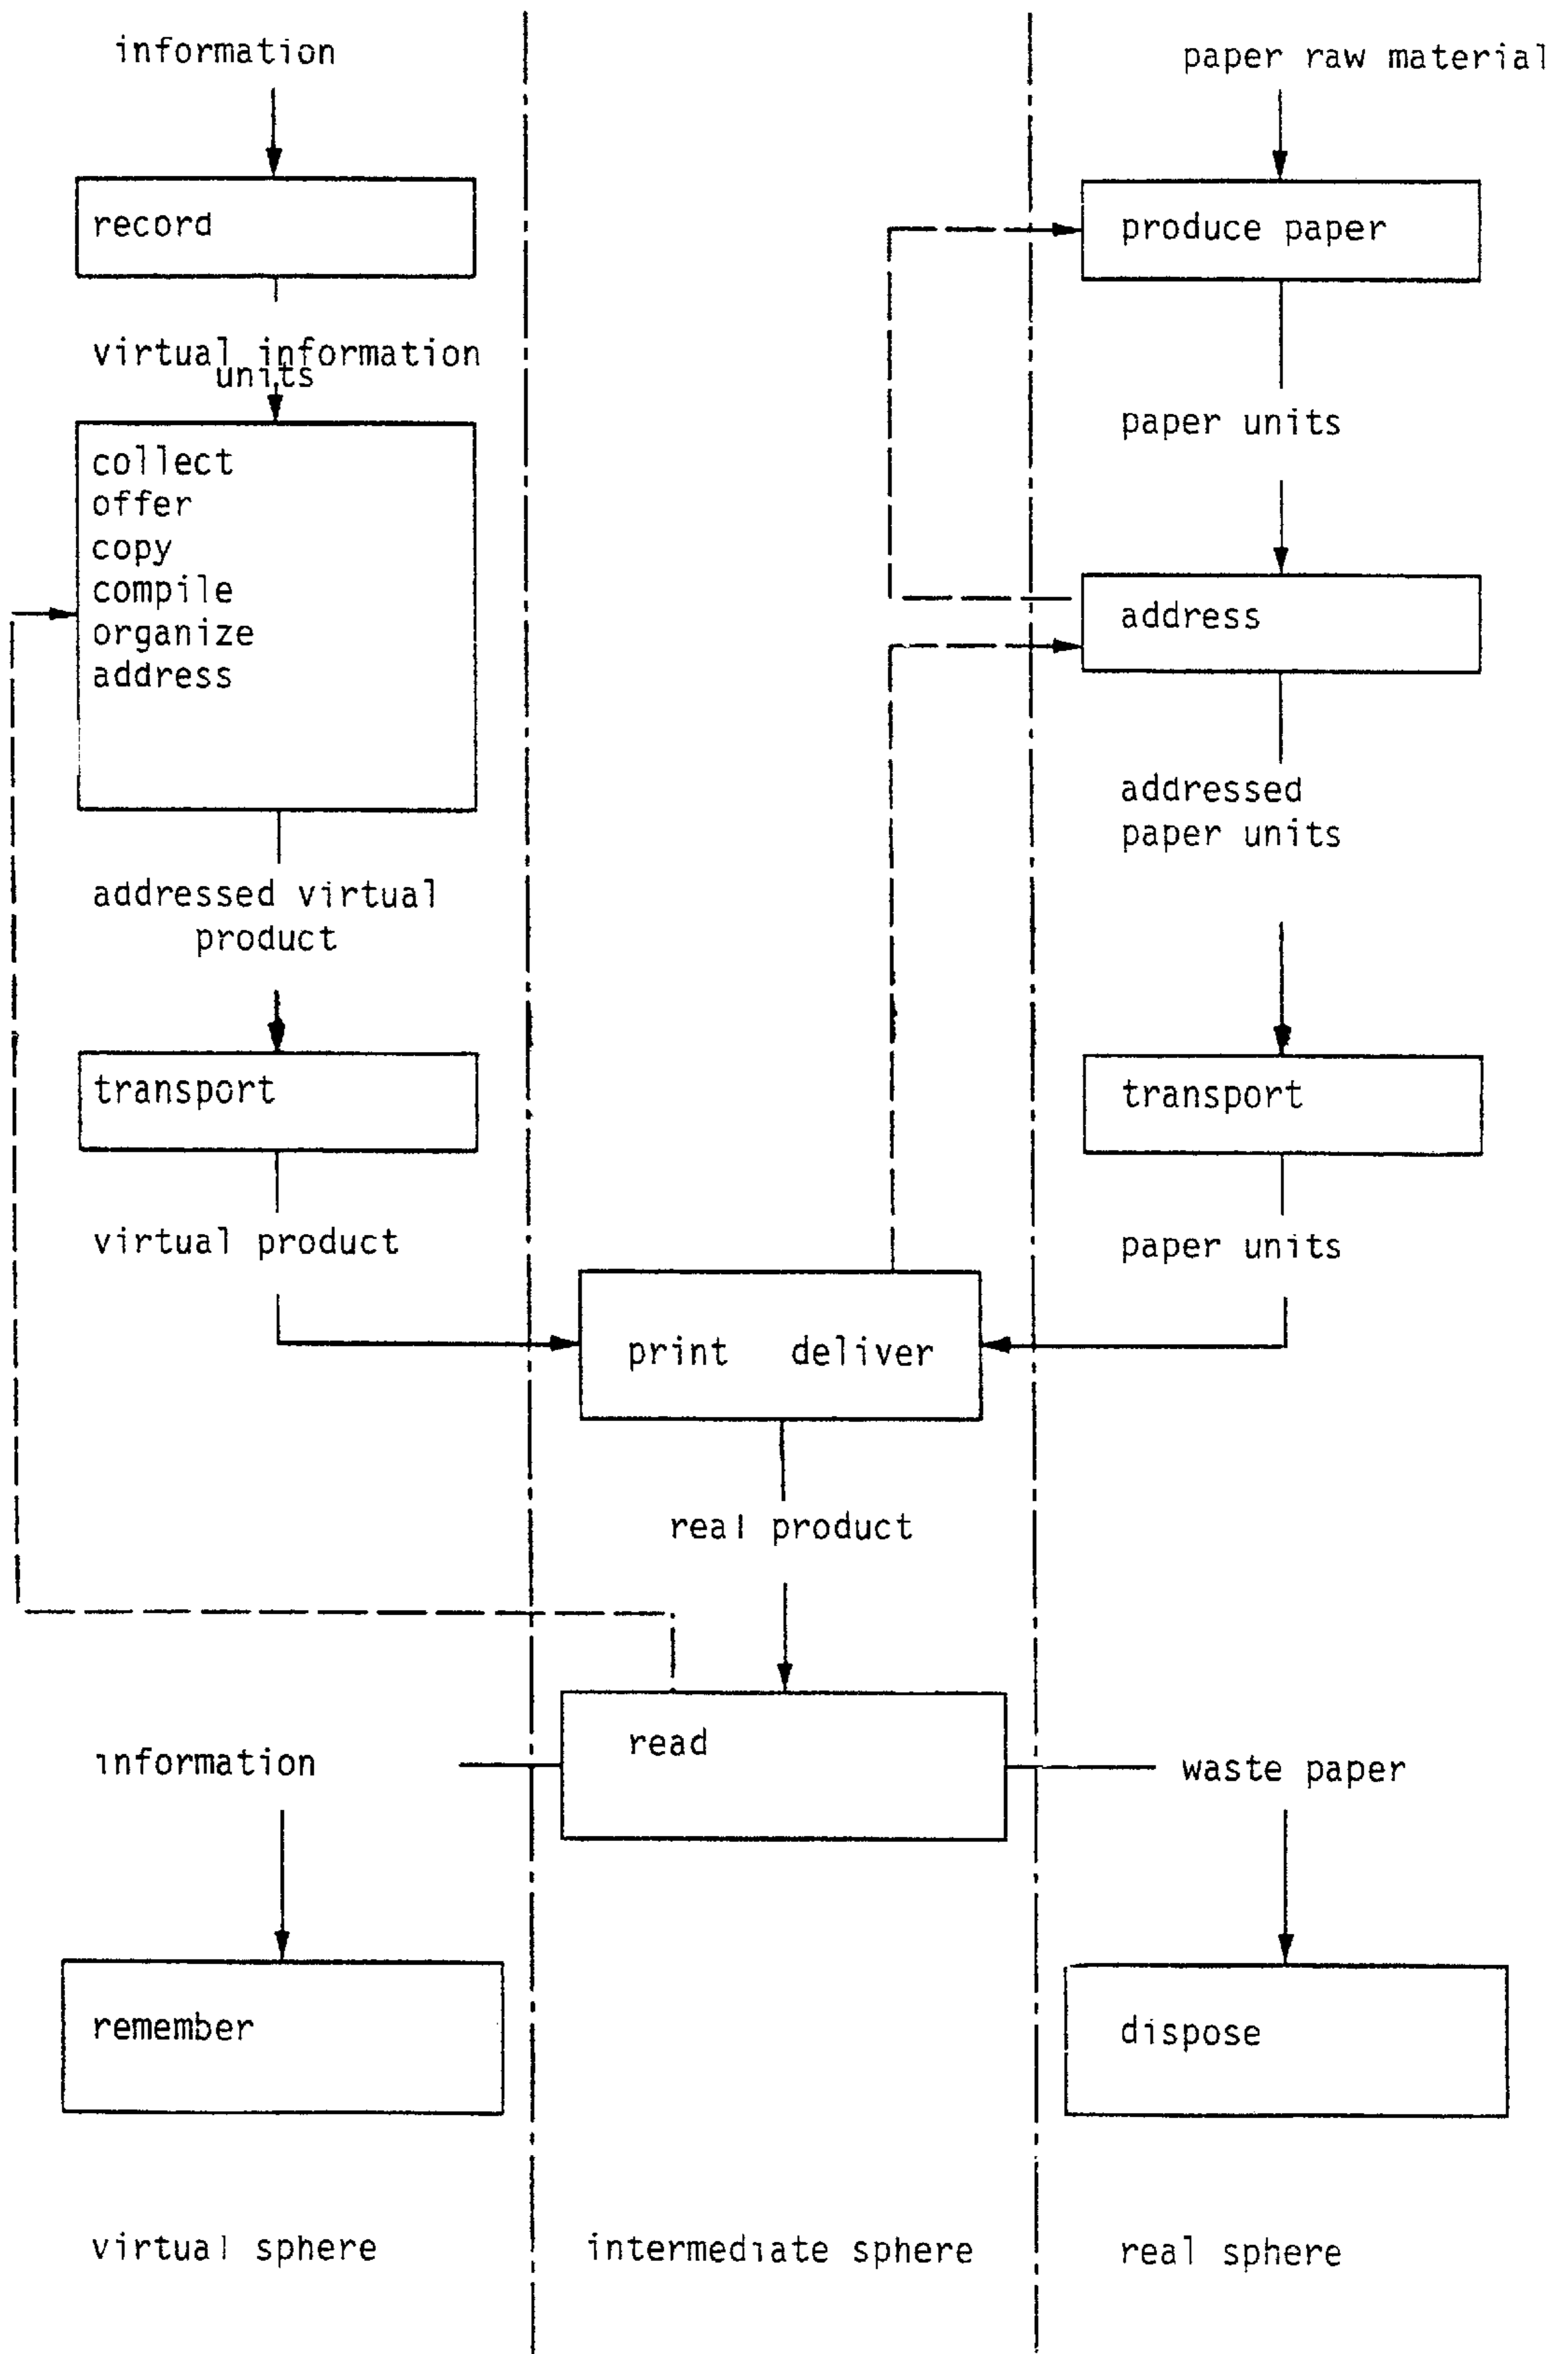 information
record
virtual information
units
collect
offer
copy
compile
organize
address
addressed virtual
product
transport
virtual product
paper raw material
produce paper
paper units
address
addressed
paper units
transport
paper units
print deliver
real product
read
information
waste paper
remember
dispose
virtual sphere
intermediate sphere
real sphere